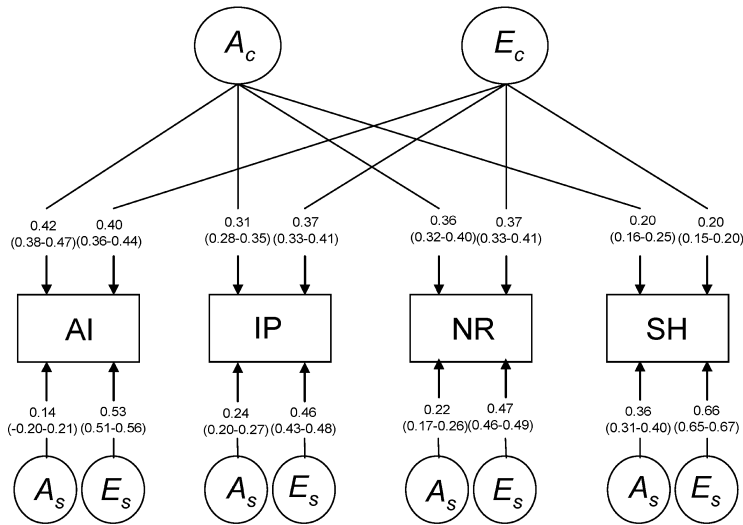 Ac Ec
0.42 0.40 0.31 0.37 0.36 0.37 0.20 0.20
(0.38-0.47) (0.36-0.44) (0.28-0.35) (0.33-0.41) (0.32-0.40) (0.33-0.41) (0.16-0.25) (0.15-0.20)
AI IP NR SH
0.14 0.53 0.24 0.46 0.22 0.47 0.36 0.66
(-0.20-0.21) (0.51-0.56) (0.20-0.27) (0.43-0.48) (0.17-0.26) (0.46-0.49) (0.31-0.40) (0.65-0.67)
As Es As Es As Es As Es